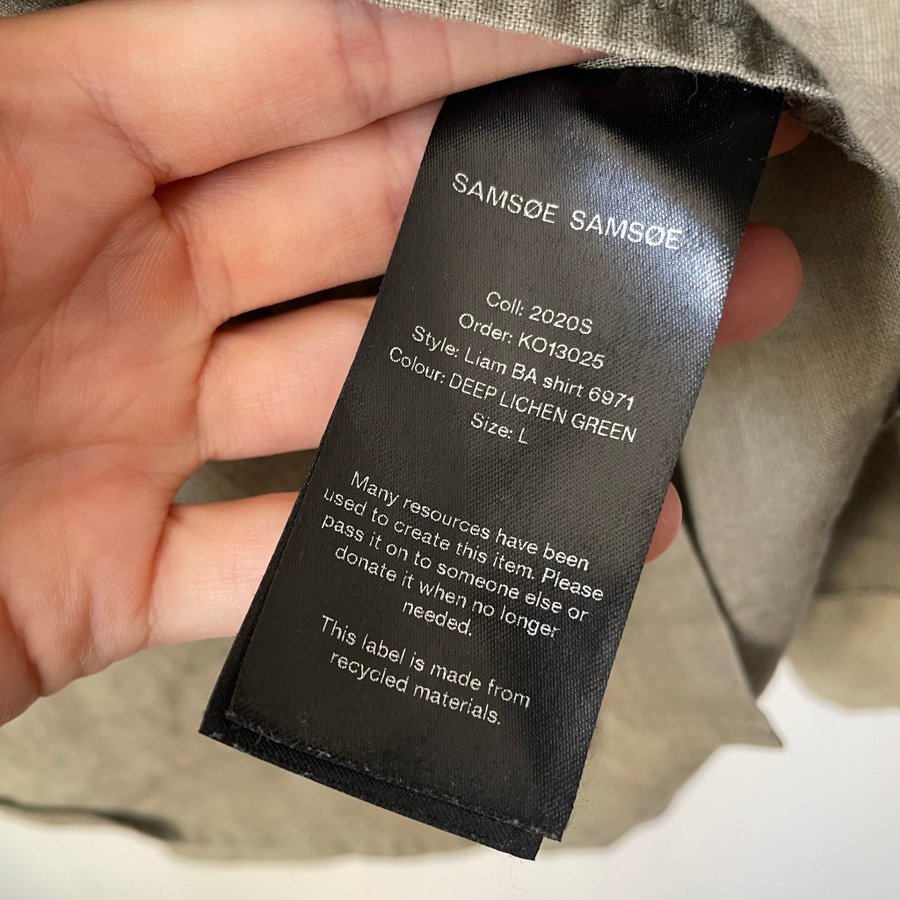 SAMSØE SAMSØE
Coll: 2020S
Order: KO13025
Style: Liam BA shirt 6971
Colour: DEEP LICHEN GREEN
Size: L
Many resources have been
used to create this item. Please
pass it on to someone else or
donate it when no longer
needed.
This label is made from
recycled materials.